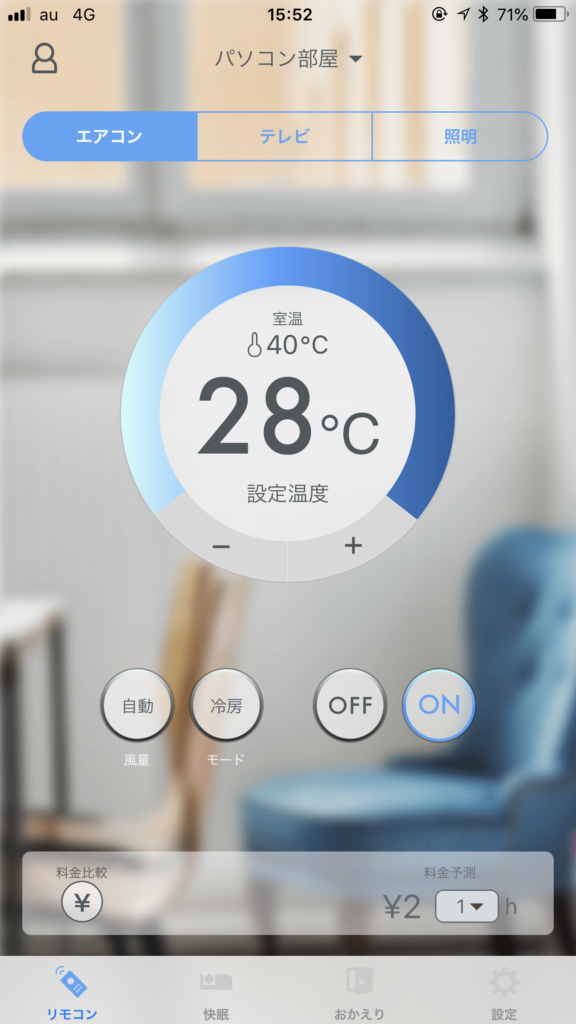 au 4G 15:52 71%
パソコン部屋
エアコン テレビ 照明
室温
40°C
28°C
設定温度
− +
自動 冷房 OFF ON
風量 モード
料金比較 料金予測
¥ ¥2 1 h
リモコン 快眠 おかえり 設定